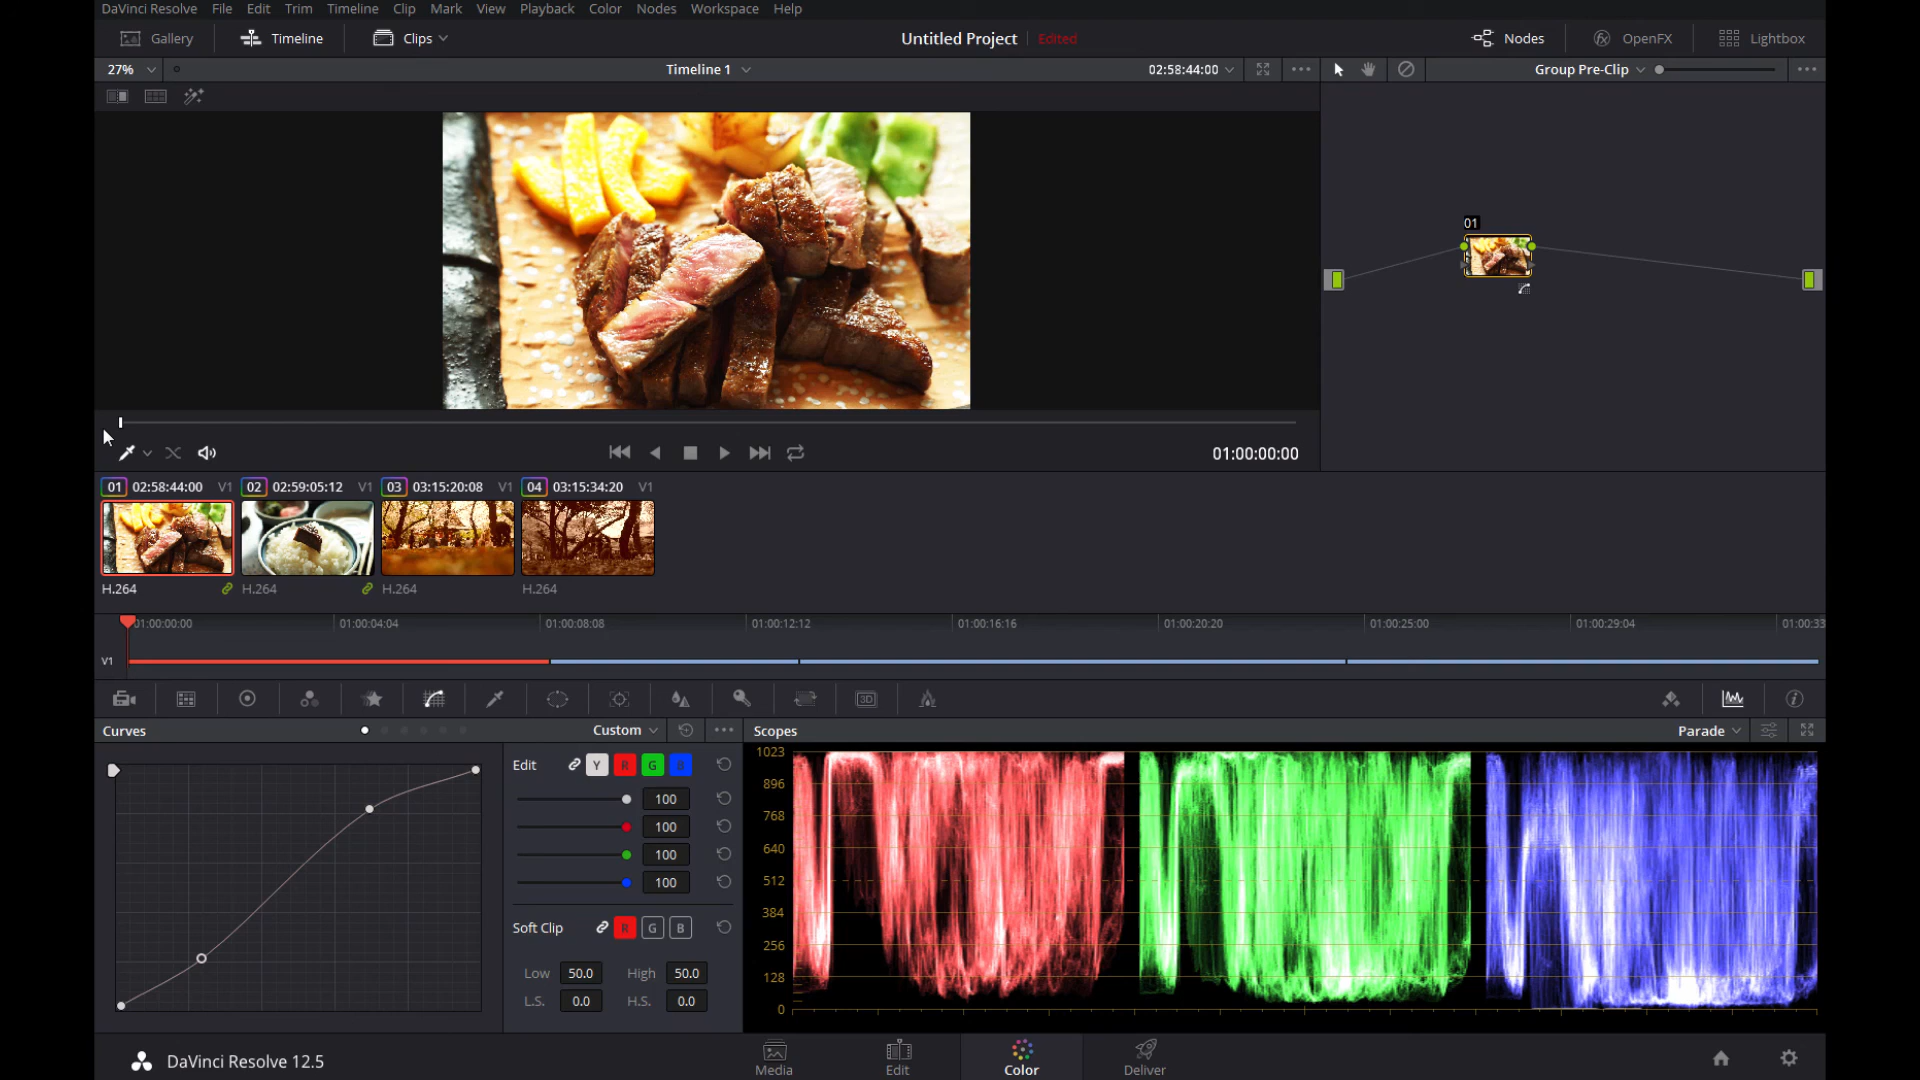 DaVinci Resolve File Edit Trim Timeline Clip Mark View Playback Color Nodes Workspace Help
Gallery Timeline Clips Untitled Project Edited Nodes fx OpenFX Lightbox
27% Timeline 1 02:58:44:00 Group Pre-Clip
01
01:00:00:00
01 02:58:44:00 V1 02 02:59:05:12 V1 03 03:15:20:08 V1 04 03:15:34:20 V1
H.264 H.264 H.264 H.264
01:00:00:00 01:00:04:04 01:00:08:08 01:00:12:12 01:00:16:16 01:00:20:20 01:00:25:00 01:00:29:04 01:00:33
V1
3D
Curves Custom Scopes Parade
Edit Y R G B
100
100
100
100
Soft Clip R G B
Low 50.0 High 50.0
L.S. 0.0 H.S. 0.0
1023
896
768
640
512
384
256
128
0
DaVinci Resolve 12.5 Media Edit Color Deliver